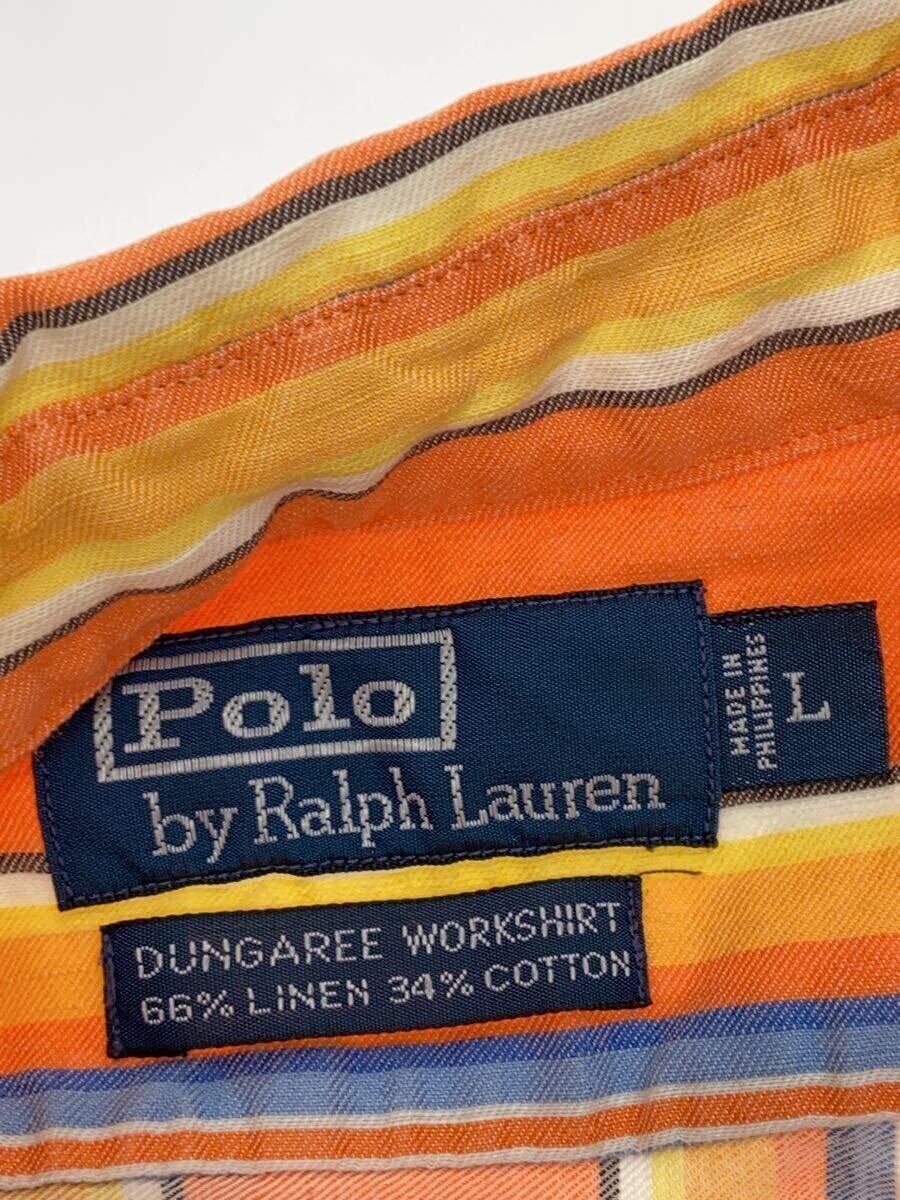 Polo
by Ralph Lauren
MADE IN
PHILIPPINES
L
DUNGAREE WORKSHIRT
66% LINEN 34% COTTON